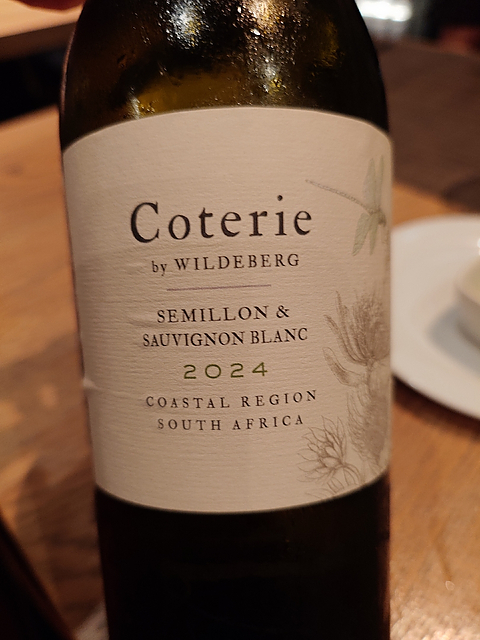 Coterie
by WILDEBERG
SEMILLON &
SAUVIGNON BLANC
2024
COASTAL REGION
SOUTH AFRICA